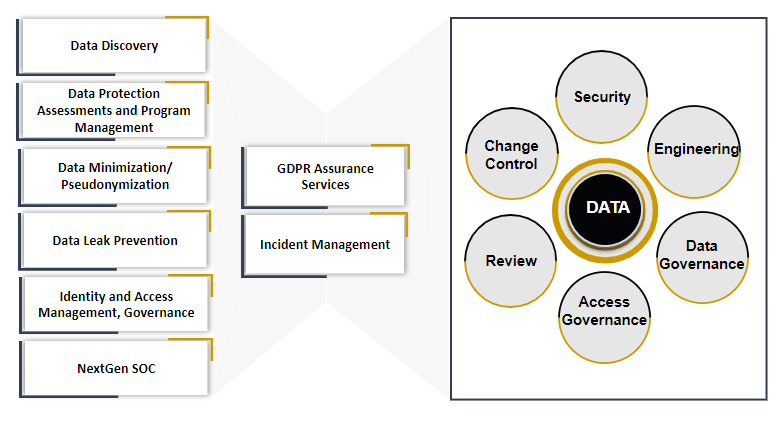 Data Discovery
Data Protection
Assessments and Program
Management
Data Minimization/
Pseudonymization
Data Leak Prevention
Identity and Access
Management, Governance
NextGen SOC
GDPR Assurance
Services
Incident Management
Security
Engineering
Data
Governance
Access
Governance
Review
Change
Control
DATA